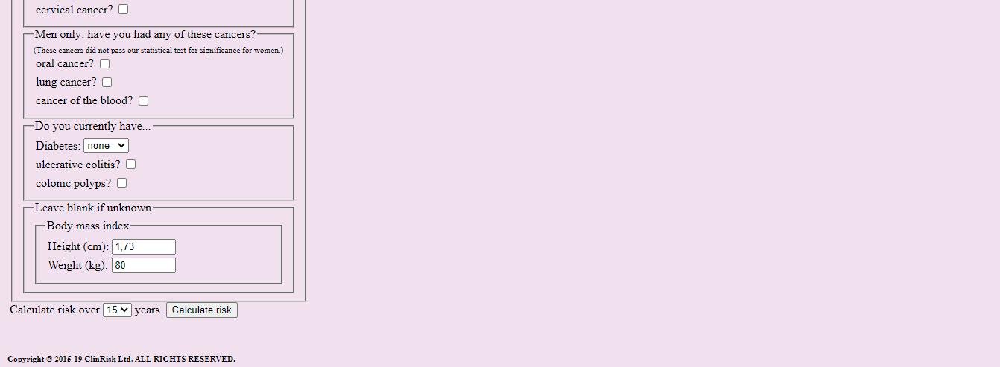 cervical cancer?
Men only: have you had any of these cancers?
(These cancers did not pass our statistical test for significance for women.)
oral cancer?
lung cancer?
cancer of the blood?
Do you currently have...
Diabetes: none
ulcerative colitis?
colonic polyps?
Leave blank if unknown
Body mass index
Height (cm): 1,73
Weight (kg): 80
Calculate risk over 15 years. Calculate risk
Copyright © 2015-19 ClinRisk Ltd. ALL RIGHTS RESERVED.